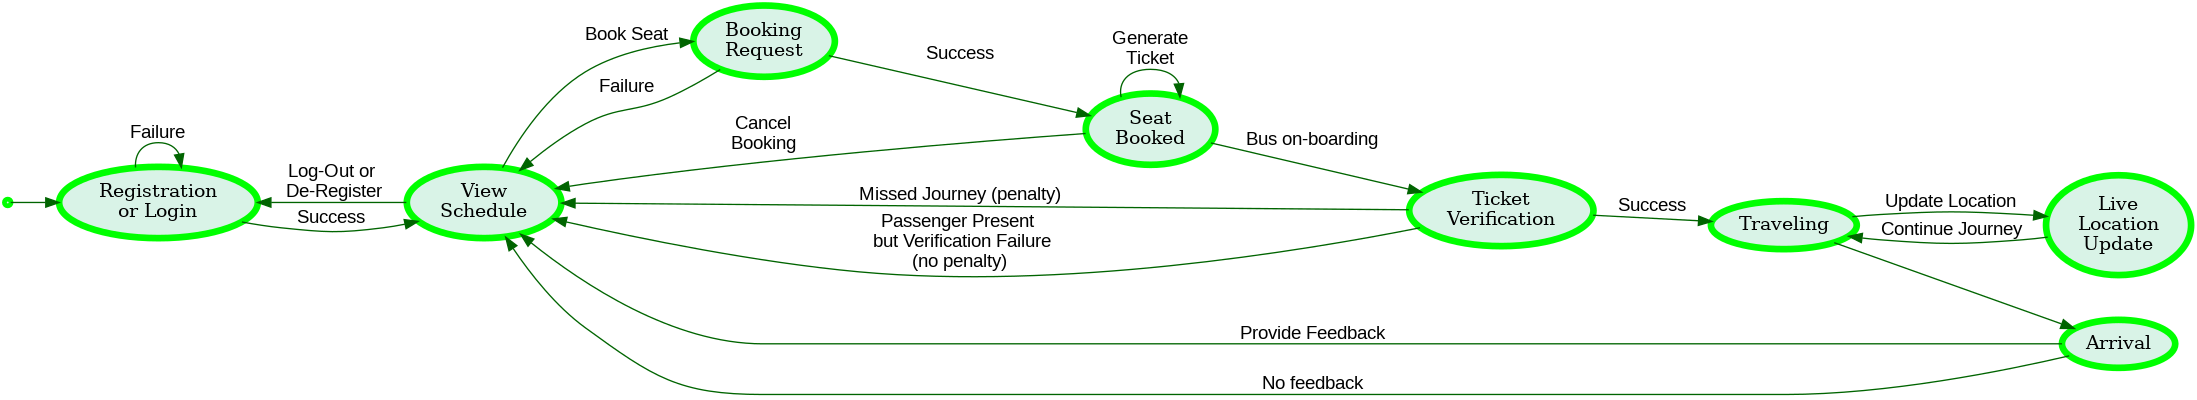 Booking
Request
Book Seat
Failure
Success
Generate
Ticket
Seat
Booked
Cancel
Booking
Bus on-boarding
Failure
Registration
or Login
Log-Out or
De-Register
Success
View
Schedule
Missed Journey (penalty)
Passenger Present
but Verification Failure
(no penalty)
Ticket
Verification
Success
Traveling
Update Location
Continue Journey
Live
Location
Update
Provide Feedback
Arrival
No feedback